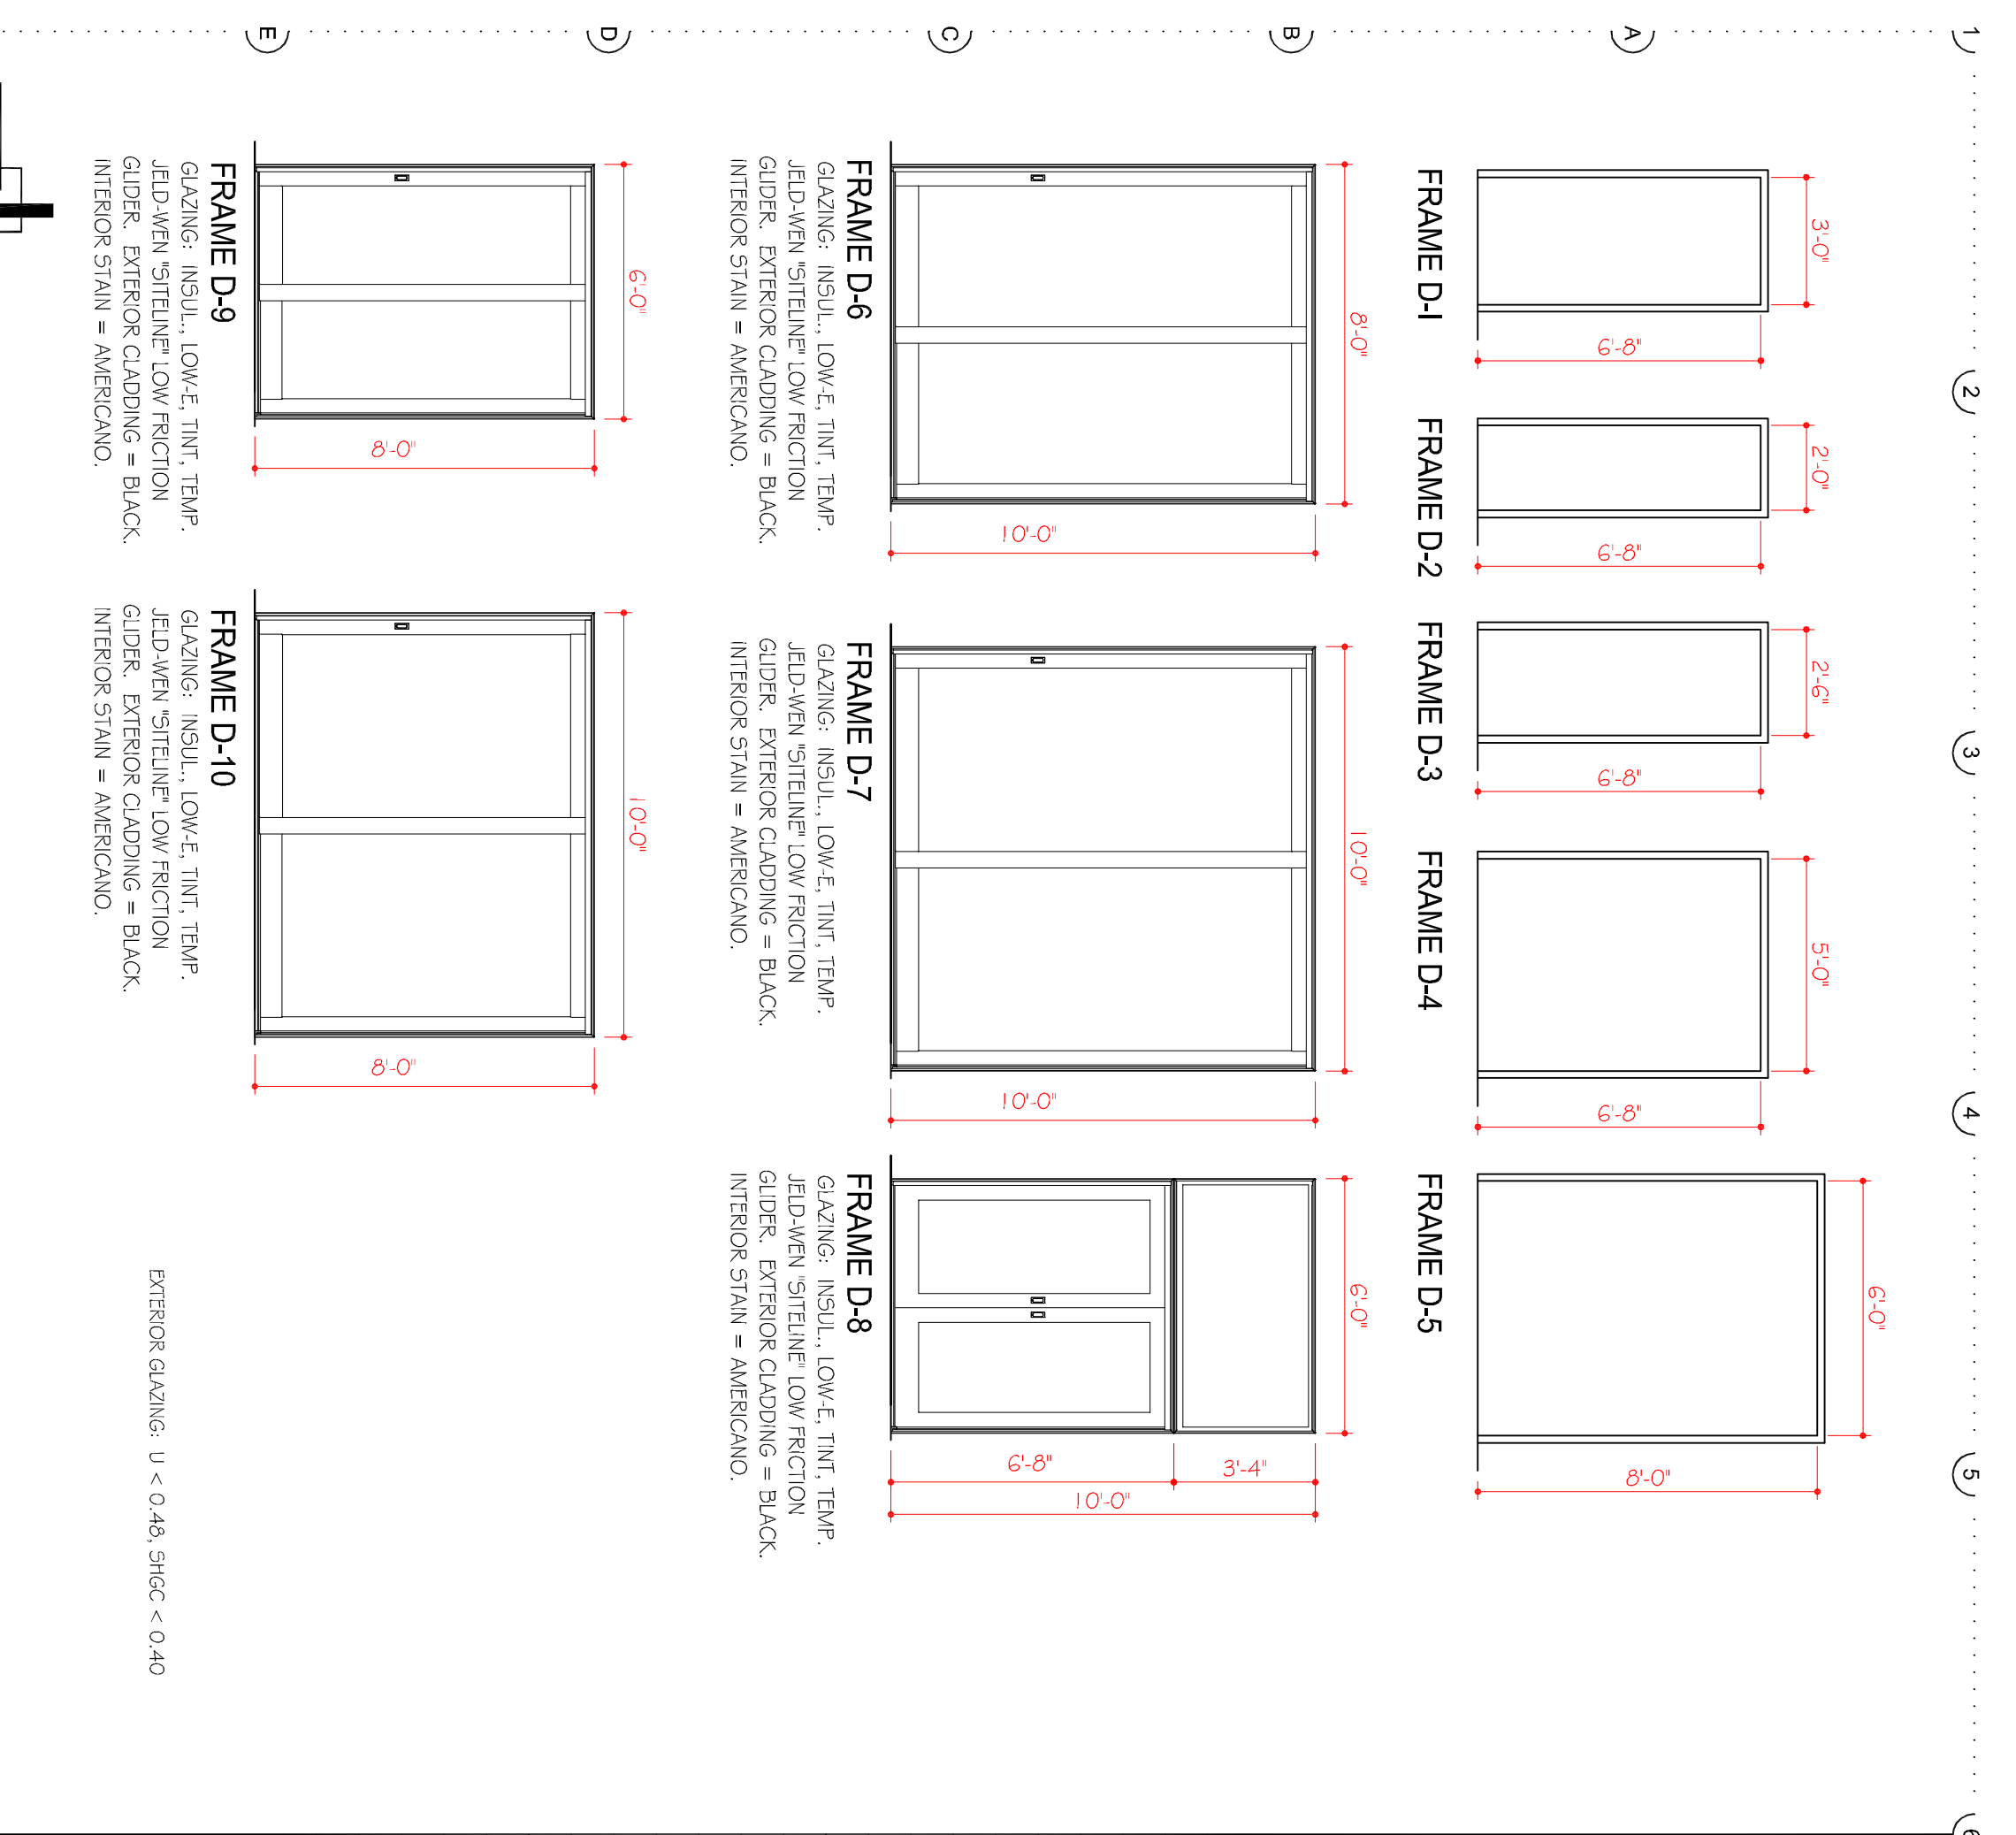 1
2
3
4
5
6
A
B
C
D
E
3'-0"
6'-8"
FRAME D-I
2'-0"
6'-8"
FRAME D-2
2'-6"
6'-8"
FRAME D-3
5'-0"
6'-8"
FRAME D-4
6'-0"
8'-0"
FRAME D-5
8'-0"
10'-0"
FRAME D-6
GLAZING: INSUL., LOW-E, TINT, TEMP.
JELD-WEN "SITELINE" LOW FRICTION
GLIDER. EXTERIOR CLADDING = BLACK.
INTERIOR STAIN = AMERICANO.
10'-0"
10'-0"
FRAME D-7
GLAZING: INSUL., LOW-E, TINT, TEMP.
JELD-WEN "SITELINE" LOW FRICTION
GLIDER. EXTERIOR CLADDING = BLACK.
INTERIOR STAIN = AMERICANO.
6'-0"
3'-4"
6'-8"
10'-0"
FRAME D-8
GLAZING: INSUL., LOW-E, TINT, TEMP.
JELD-WEN "SITELINE" LOW FRICTION
GLIDER. EXTERIOR CLADDING = BLACK.
INTERIOR STAIN = AMERICANO.
6'-0"
8'-0"
FRAME D-9
GLAZING: INSUL., LOW-E, TINT, TEMP.
JELD-WEN "SITELINE" LOW FRICTION
GLIDER. EXTERIOR CLADDING = BLACK.
INTERIOR STAIN = AMERICANO.
10'-0"
8'-0"
FRAME D-10
GLAZING: INSUL., LOW-E, TINT, TEMP.
JELD-WEN "SITELINE" LOW FRICTION
GLIDER. EXTERIOR CLADDING = BLACK.
INTERIOR STAIN = AMERICANO.
EXTERIOR GLAZING: U < 0.48, SHGC < 0.40